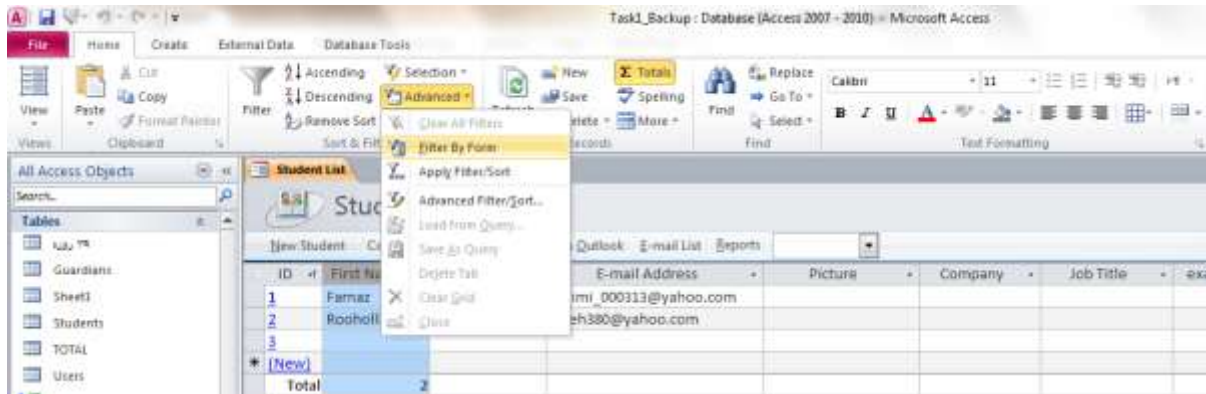 Task1_Backup : Database (Access 2007 - 2010) - Microsoft Access
File Home Create External Data Database Tools
Cut Ascending Selection New Totals Replace Calibri 11
Copy Descending Advanced Save Spelling Go To
View Paste Format Painter Filter Remove Sort More Find Select B I U A
Views Clipboard Sort & Find Text Formatting
Clear All Filters
Filter By Form
Apply Filter/Sort
Advanced Filter/Sort...
Load from Query...
Save As Query
Delete Tab
Clear Grid
Close
All Access Objects
Search...
Tables
Guardians
Sheet1
Students
TOTAL
Users
Student List
New Student Outlook E-mail List Reports
ID E-mail Address Picture Company Job Title
1 Farnaz imi_000313@yahoo.com
2 eh380@yahoo.com
3
* (New)
Total 2